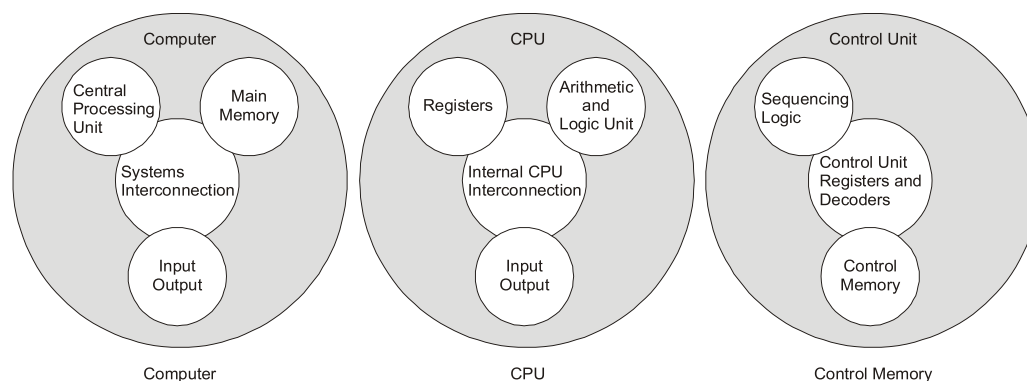 Computer
Central
Processing
Unit
Main
Memory
Systems
Interconnection
Input
Output
Computer
CPU
Registers
Arithmetic
and
Logic Unit
Internal CPU
Interconnection
Input
Output
CPU
Control Unit
Sequencing
Logic
Control Unit
Registers and
Decoders
Control
Memory
Control Memory